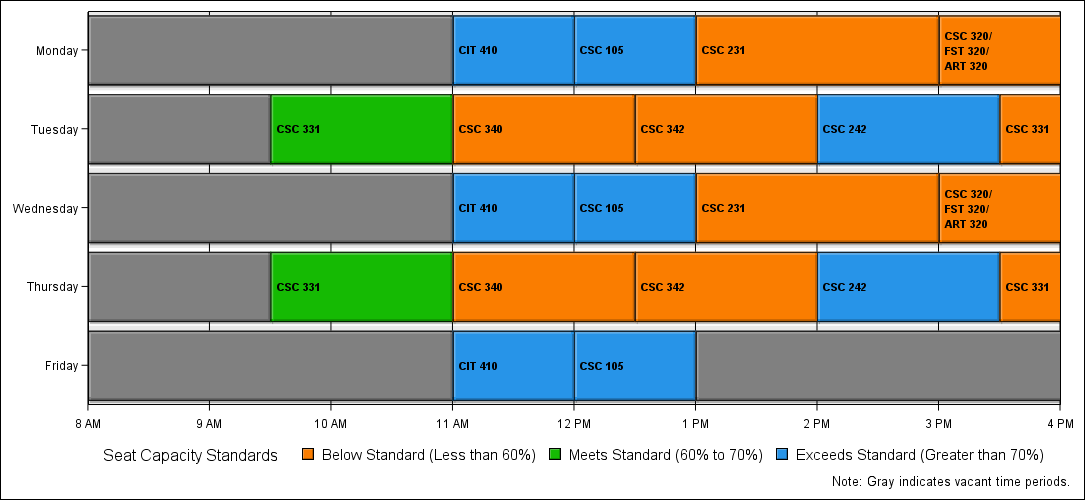 Monday
CIT 410
CSC 105
CSC 231
CSC 320/
FST 320/
ART 320
Tuesday
CSC 331
CSC 340
CSC 342
CSC 242
CSC 331
Wednesday
CIT 410
CSC 105
CSC 231
CSC 320/
FST 320/
ART 320
Thursday
CSC 331
CSC 340
CSC 342
CSC 242
CSC 331
Friday
CIT 410
CSC 105
8 AM 9 AM 10 AM 11 AM 12 PM 1 PM 2 PM 3 PM 4 PM
Seat Capacity Standards Below Standard (Less than 60%) Meets Standard (60% to 70%) Exceeds Standard (Greater than 70%)
Note: Gray indicates vacant time periods.